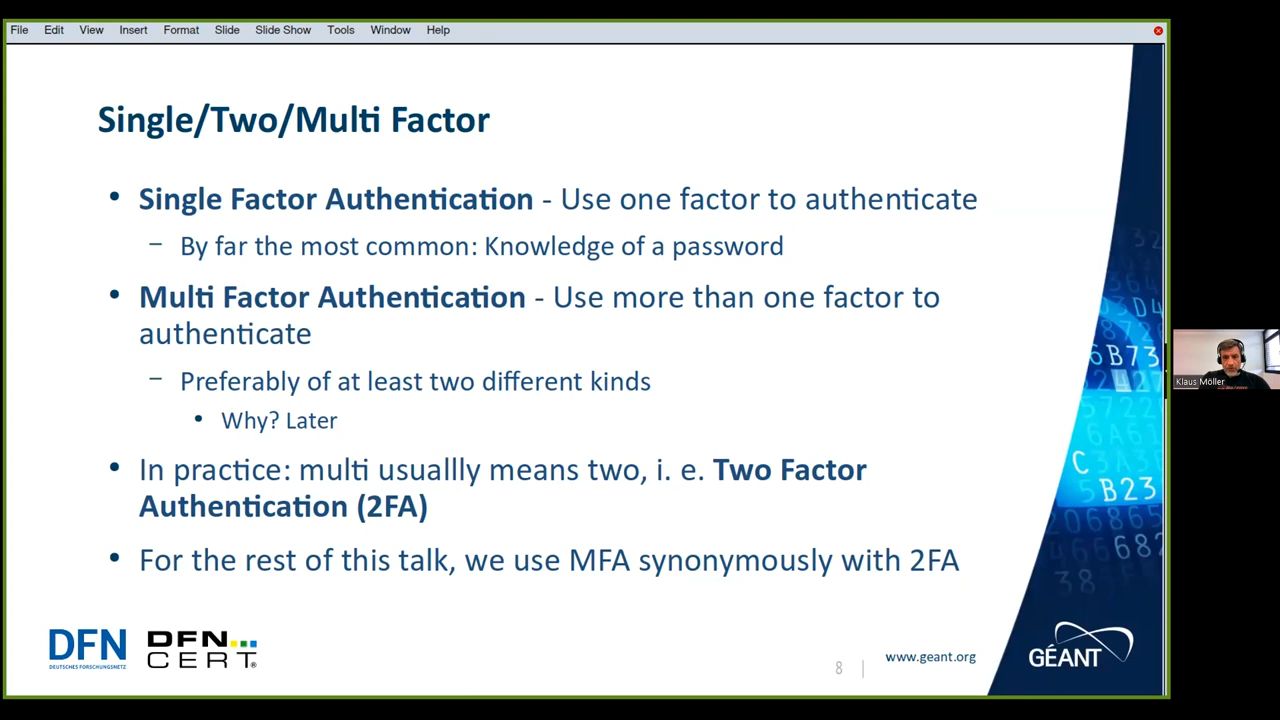 File Edit View Insert Format Slide Slide Show Tools Window Help
Single/Two/Multi Factor
• Single Factor Authentication - Use one factor to authenticate
– By far the most common: Knowledge of a password
• Multi Factor Authentication - Use more than one factor to
authenticate
– Preferably of at least two different kinds
• Why? Later
• In practice: multi usuallly means two, i. e. Two Factor
Authentication (2FA)
• For the rest of this talk, we use MFA synonymously with 2FA
DFN
DEUTSCHES FORSCHUNGSNETZ
DFN
CERT®
8
www.geant.org
GÉANT
Klaus Möller
6B73
B23